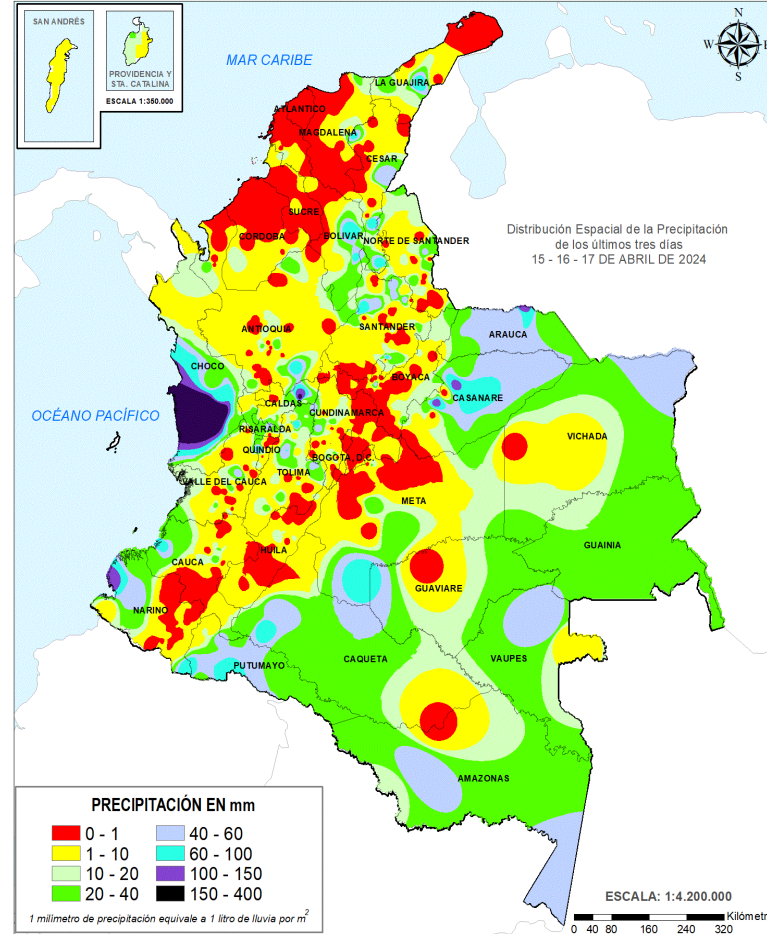 SAN ANDRÉS
PROVIDENCIA Y
STA. CATALINA
ESCALA 1:350.000
MAR CARIBE
N
W
E
S
LA GUAJIRA
ATLANTICO
MAGDALENA
CESAR
SUCRE
CORDOBA
BOLIVAR
NORTE DE SANTANDER
Distribución Espacial de la Precipitación
de los últimos tres días
15 - 16 - 17 DE ABRIL DE 2024
ANTIOQUIA
SANTANDER
ARAUCA
CHOCO
BOYACA
CASANARE
OCÉANO PACÍFICO
CALDAS
CUNDINAMARCA
RISARALDA
VICHADA
QUINDIO
BOGOTA, D.C.
TOLIMA
VALLE DEL CAUCA
META
GUAINIA
HUILA
CAUCA
GUAVIARE
NARIÑO
CAQUETA
VAUPES
PUTUMAYO
AMAZONAS
PRECIPITACIÓN EN mm
0 - 1
40 - 60
1 - 10
60 - 100
10 - 20
100 - 150
20 - 40
150 - 400
1 milímetro de precipitación equivale a 1 litro de lluvia por m²
ESCALA: 1:4.200.000
Kilóm
0 40 80 160 240 320